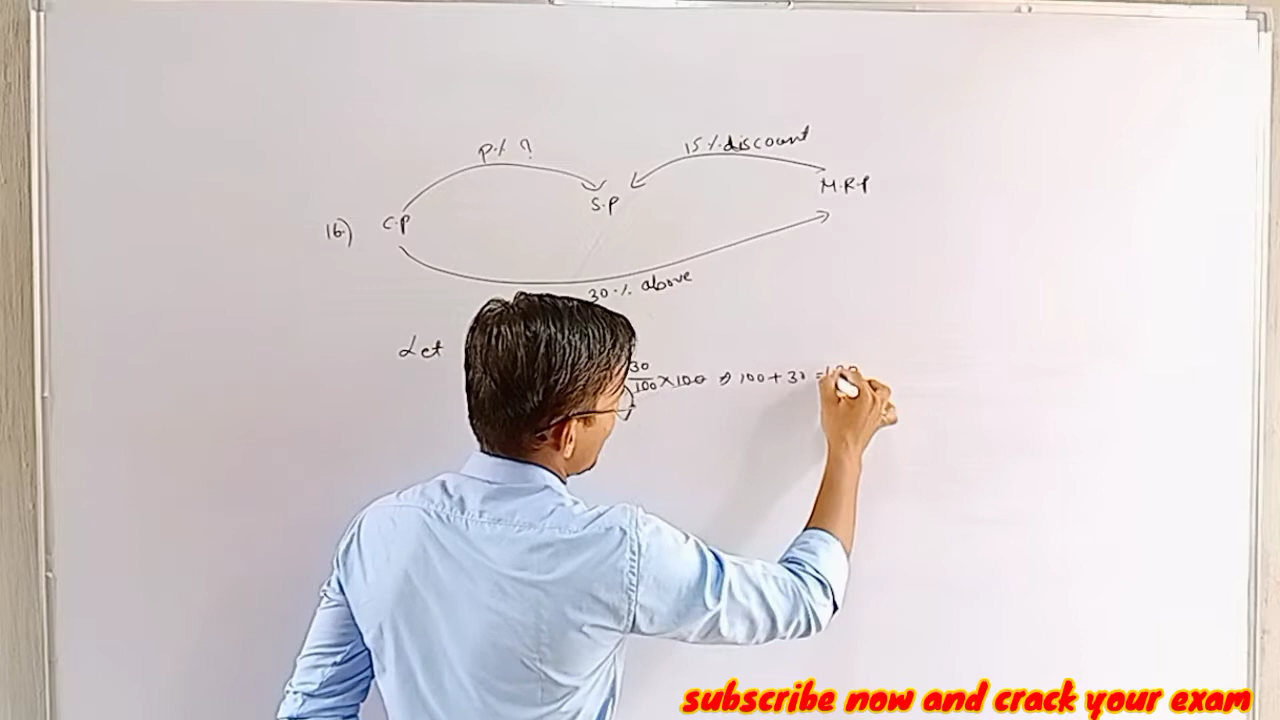 P.% ? 15 % discount
16.) C.P S.P M.R.P
30 % above
Let
30/100 × 100 ⇒ 100 + 30 =
subscribe now and crack your exam